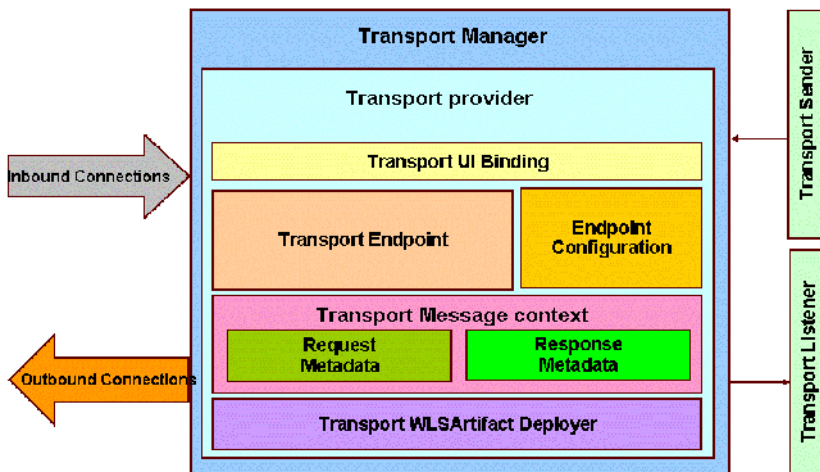 Transport Manager
Transport provider
Transport UI Binding
Inbound Connections
Transport Endpoint
Endpoint
Configuration
Transport Message context
Request
Metadata
Response
Metadata
Outbound Connections
Transport WLSArtifact Deployer
Transport Sender
Transport Listener